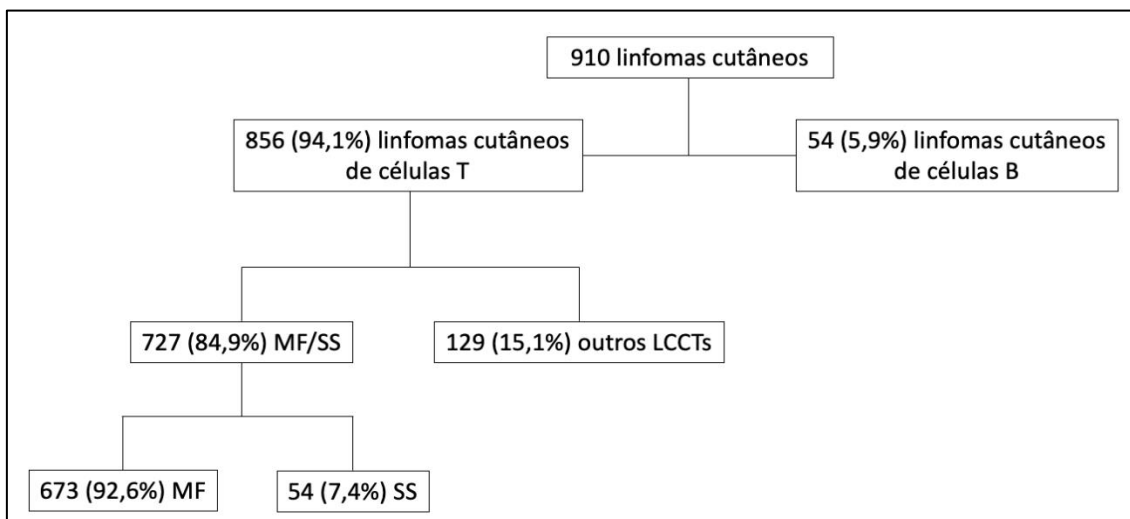 910 linfomas cutâneos
856 (94,1%) linfomas cutâneos
de células T
54 (5,9%) linfomas cutâneos
de células B
727 (84,9%) MF/SS
129 (15,1%) outros LCCTs
673 (92,6%) MF
54 (7,4%) SS